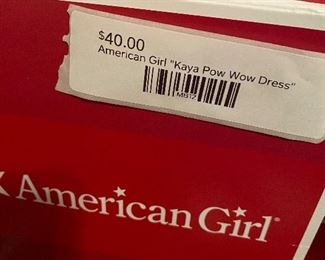 $40.00
American Girl "Kaya Pow Wow Dress"
American Girl